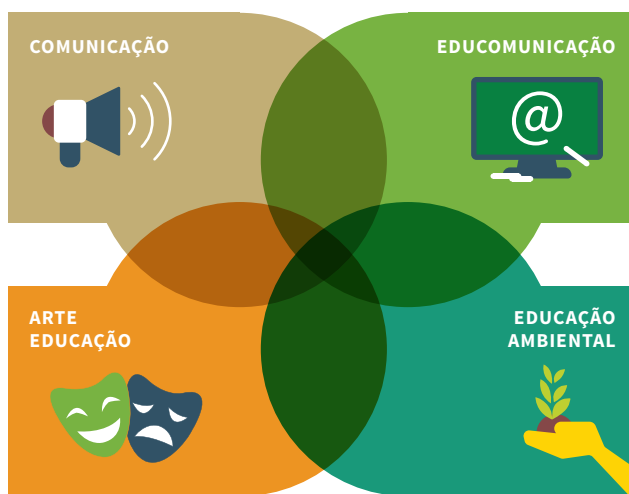 COMUNICAÇÃO
EDUCOMUNICAÇÃO
@
ARTE
EDUCAÇÃO
EDUCAÇÃO
AMBIENTAL